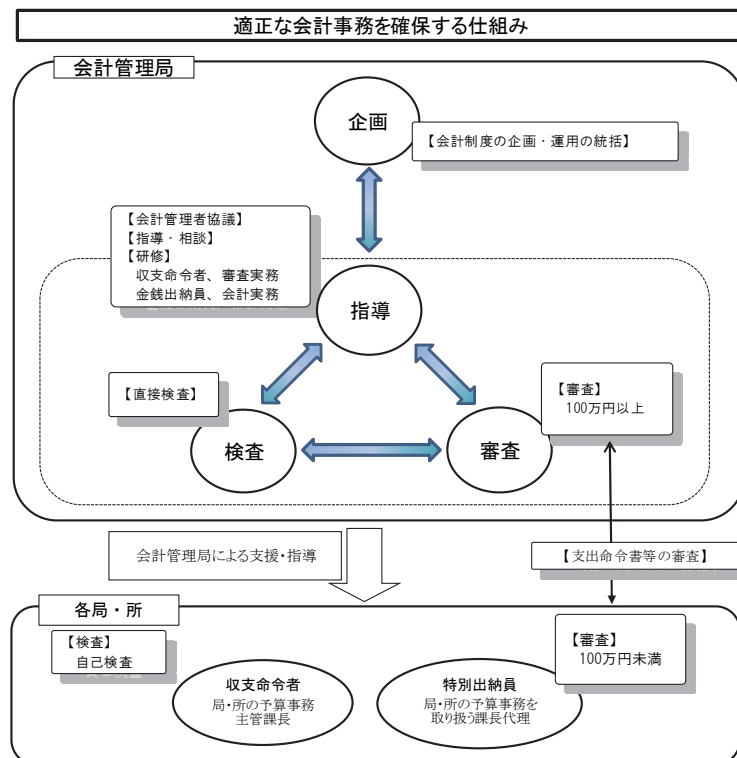 適正な会計事務を確保する仕組み
会計管理局
企画
【会計制度の企画・運用の統括】
【会計管理者協議】
【指導・相談】
【研修】
収支命令者、審査実務
金銭出納員、会計実務
指導
【直接検査】
【審査】
100万円以上
検査
審査
会計管理局による支援・指導
【支出命令書等の審査】
各局・所
【検査】
自己検査
【審査】
100万円未満
収支命令者
局・所の予算事務
主管課長
特別出納員
局・所の予算事務を
取り扱う課長代理